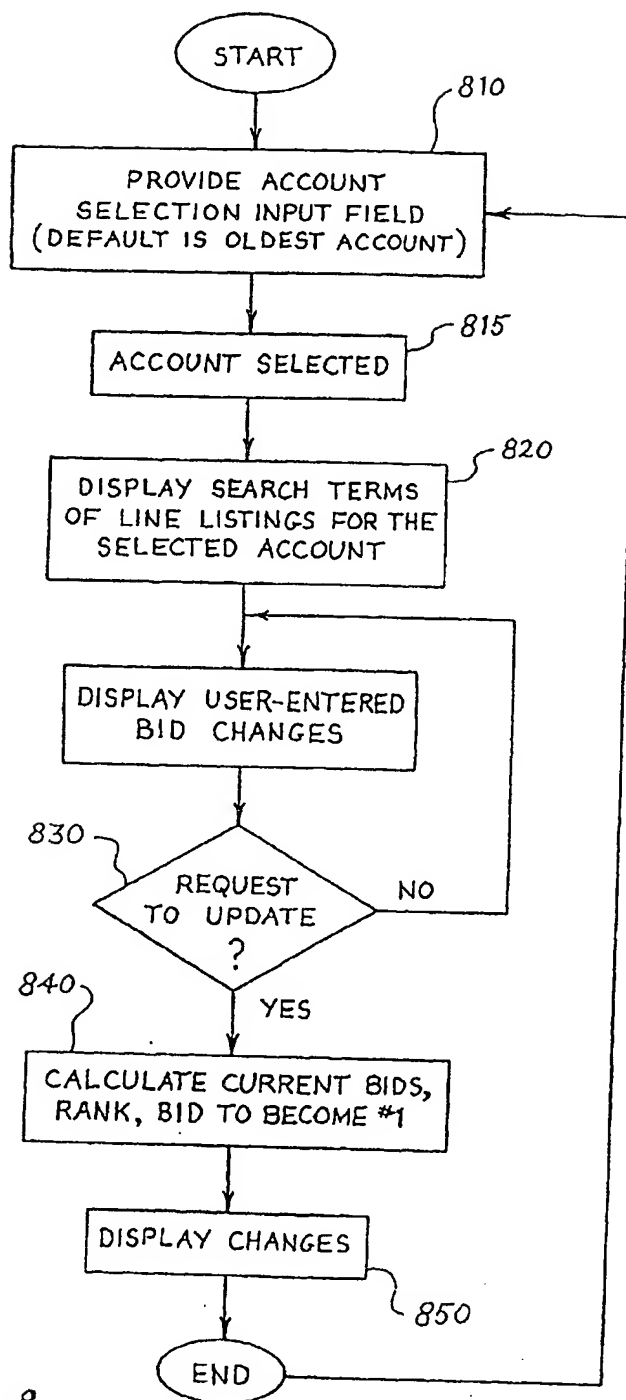 START
810
PROVIDE ACCOUNT
SELECTION INPUT FIELD
(DEFAULT IS OLDEST ACCOUNT)
815
ACCOUNT SELECTED
820
DISPLAY SEARCH TERMS
OF LINE LISTINGS FOR THE
SELECTED ACCOUNT
DISPLAY USER-ENTERED
BID CHANGES
830
REQUEST
TO UPDATE
?
NO
YES
840
CALCULATE CURRENT BIDS,
RANK, BID TO BECOME #1
DISPLAY CHANGES
850
END